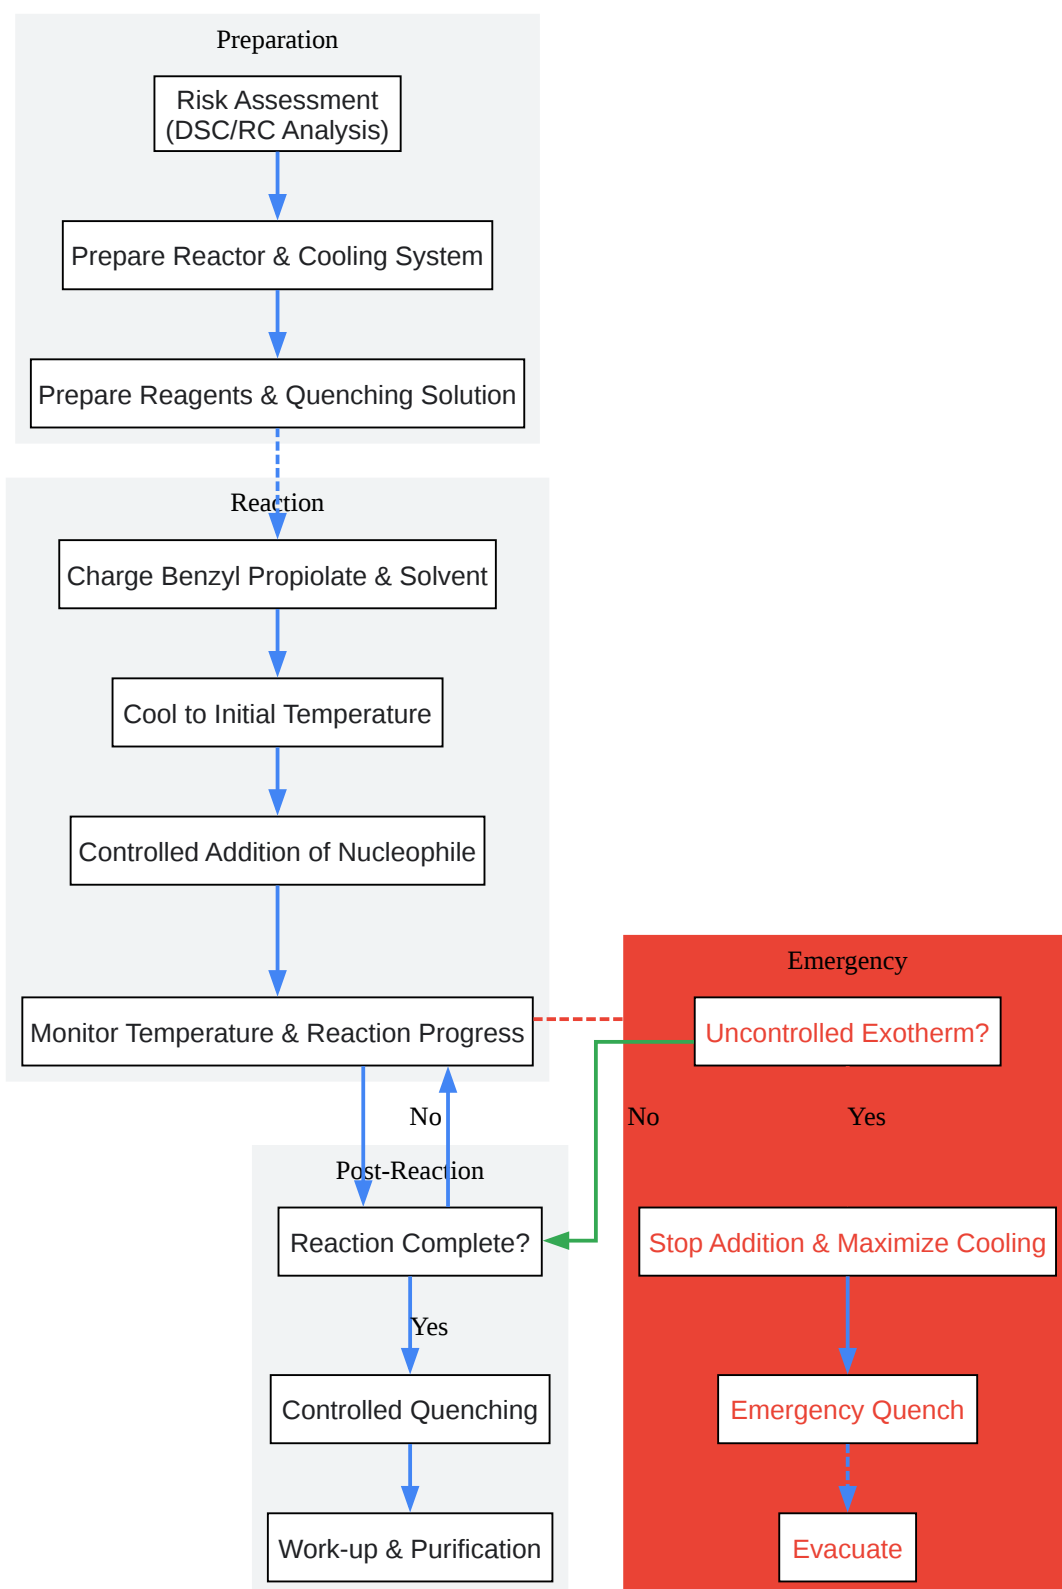 Preparation
Risk Assessment
(DSC/RC Analysis)
Prepare Reactor & Cooling System
Prepare Reagents & Quenching Solution
Reaction
Charge Benzyl Propiolate & Solvent
Cool to Initial Temperature
Controlled Addition of Nucleophile
Monitor Temperature & Reaction Progress
Emergency
Uncontrolled Exotherm?
No
No
Yes
Post-Reaction
Reaction Complete?
Stop Addition & Maximize Cooling
Yes
Controlled Quenching
Emergency Quench
Work-up & Purification
Evacuate